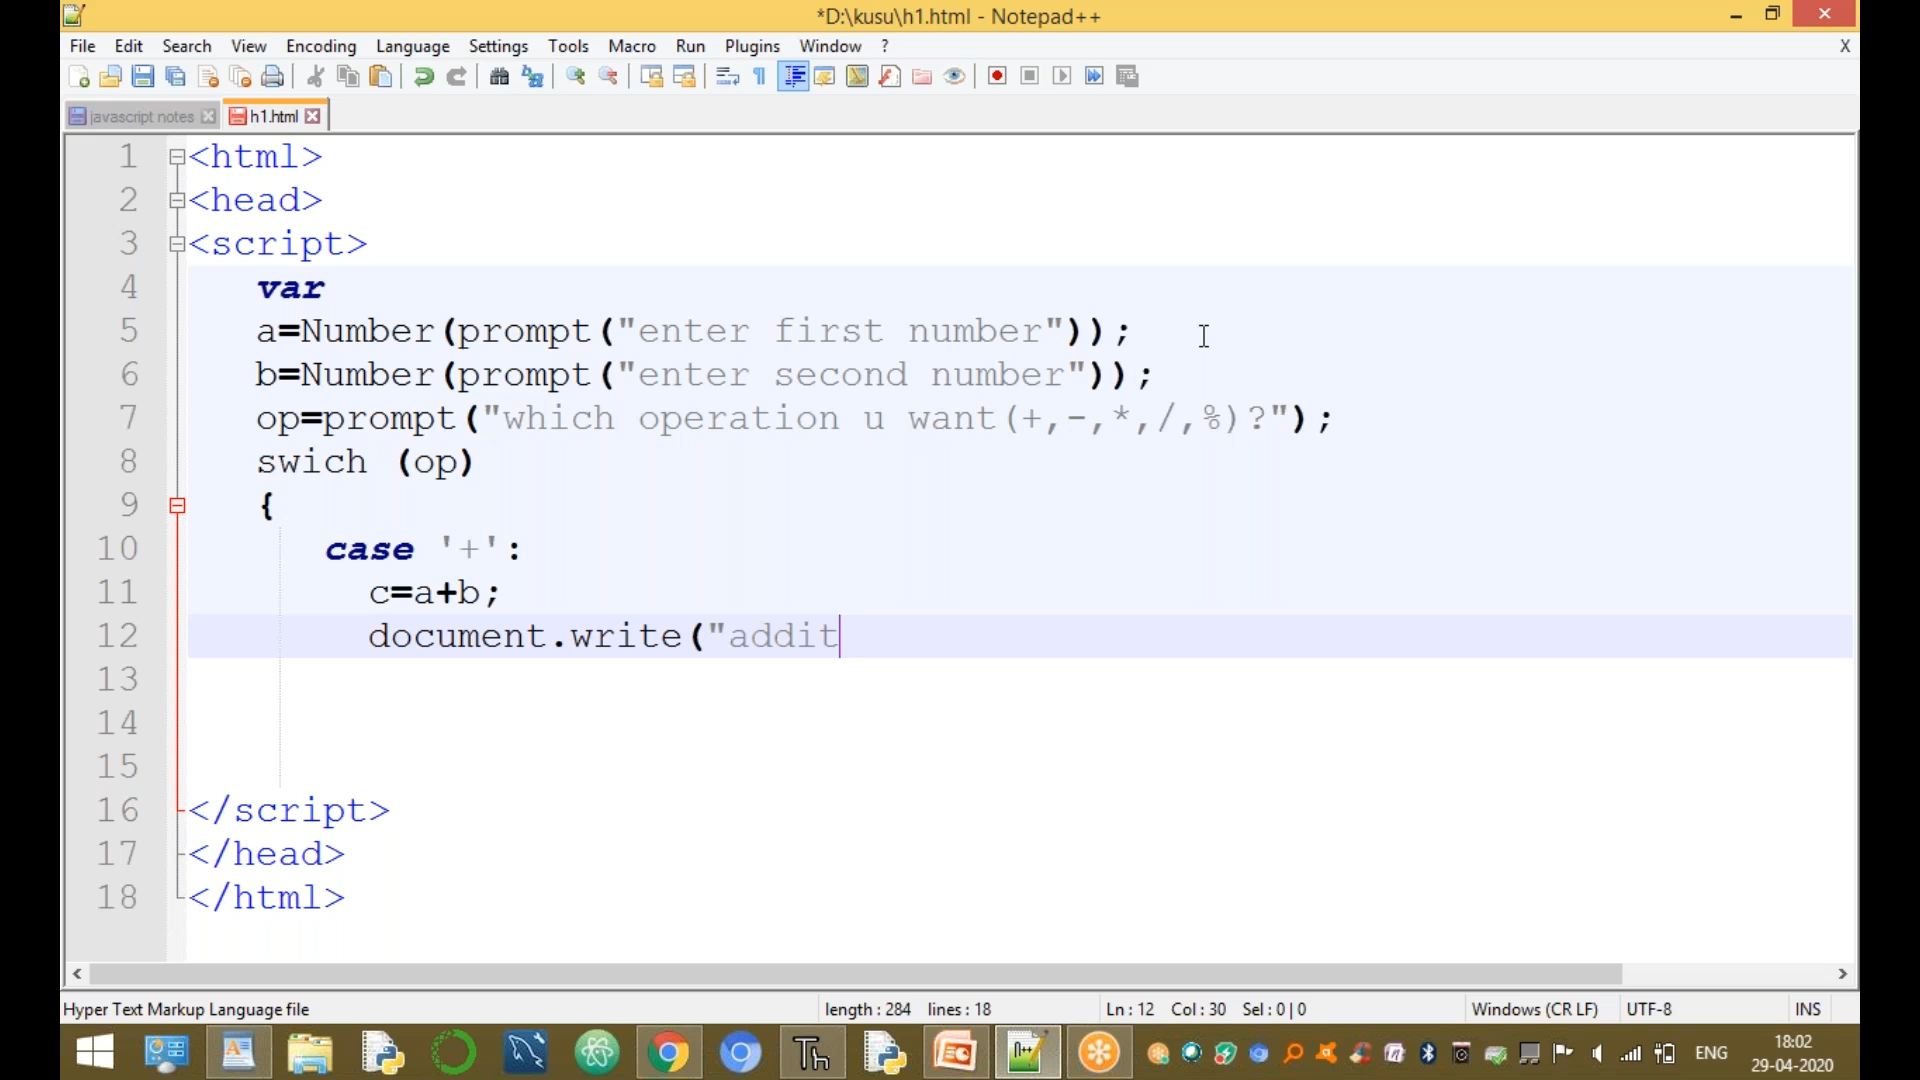 *D:\kusu\h1.html - Notepad++
File Edit Search View Encoding Language Settings Tools Macro Run Plugins Window ? X
javascript notes h1.html
1 <html>
2 <head>
3 <script>
4 var
5 a=Number(prompt("enter first number"));
6 b=Number(prompt("enter second number"));
7 op=prompt("which operation u want(+,-,*,/,%)?");
8 swich (op)
9 {
10 case '+':
11 c=a+b;
12 document.write("addit
13
14
15
16 </script>
17 </head>
18 </html>
Hyper Text Markup Language file length : 284 lines : 18 Ln : 12 Col : 30 Sel : 0 | 0 Windows (CR LF) UTF-8 INS
Th ENG 18:02
29-04-2020